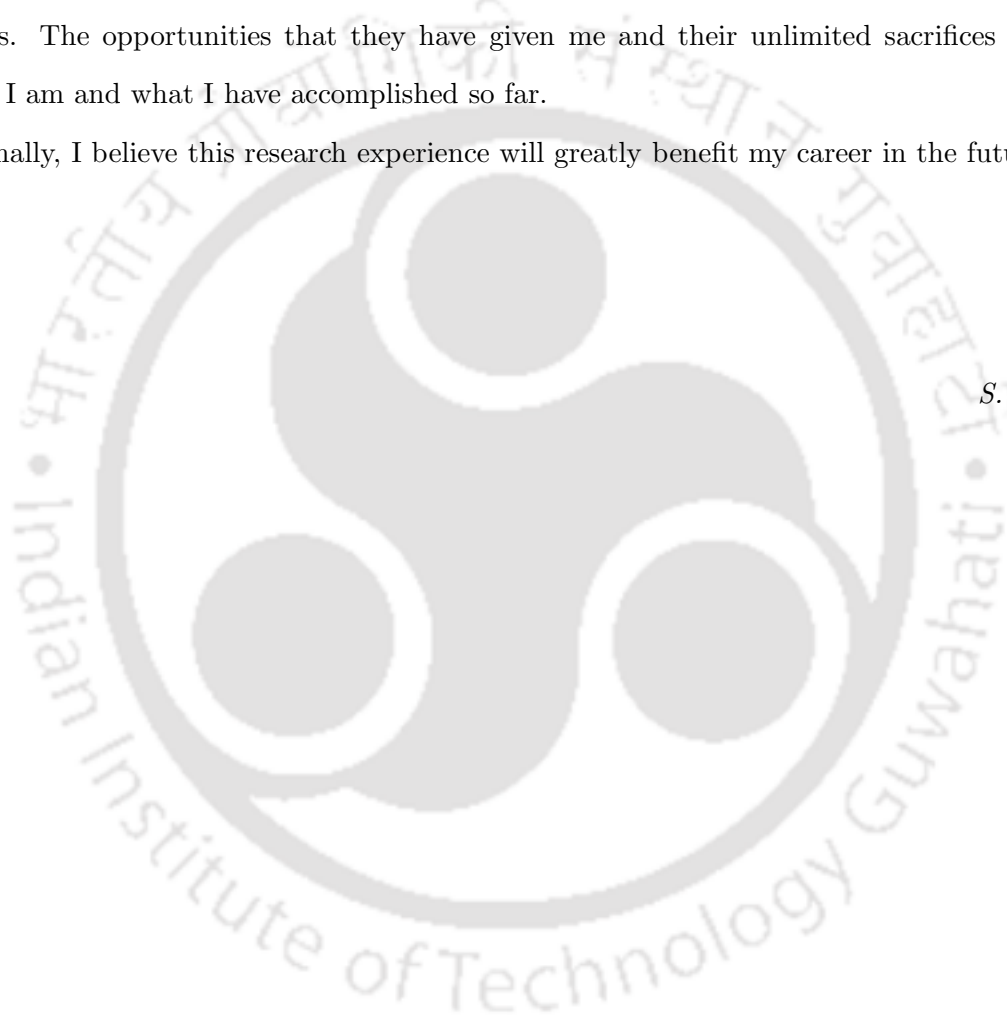 s. The opportunities that they have given me and their unlimited sacrifices
I am and what I have accomplished so far.
nally, I believe this research experience will greatly benefit my career in the futu
S.
भारतीय प्रौद्योगिकी संस्थान गुवाहाटी
• Indian Institute of Technology Guwahati •